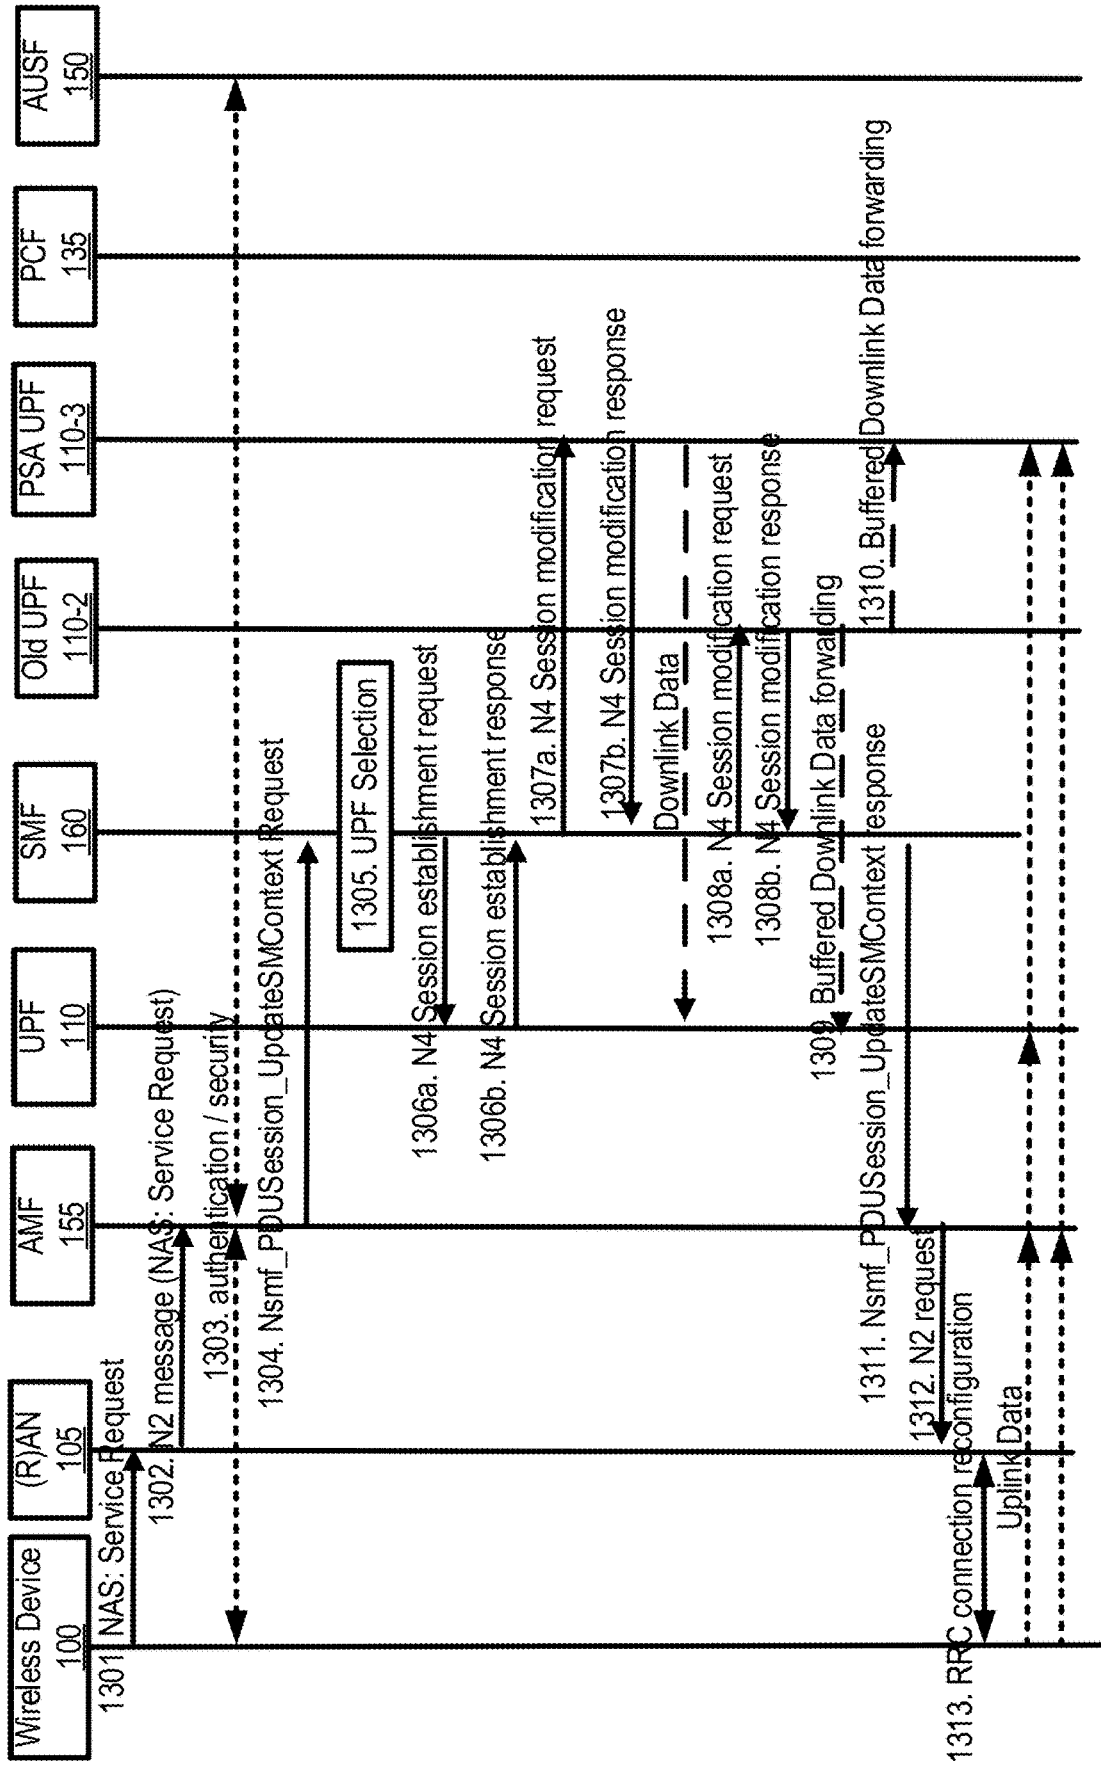 Wireless Device
100
(R)AN
105
AMF
155
UPF
110
SMF
160
Old UPF
110-2
PSA UPF
110-3
PCF
135
AUSF
150
1301 NAS: Service Request
1302. N2 message (NAS: Service Request)
1303. authentication / security
1304. Nsmf_PDUSession_UpdateSMContext Request
1305. UPF Selection
1306a. N4 Session establishment request
1306b. N4 Session establishment response
1307a. N4 Session modification request
1307b. N4 Session modification response
Downlink Data
1308a. N4 Session modification request
1308b. N4 Session modification response
1309 Buffered Downlink Data forwarding
1310. Buffered Downlink Data forwarding
1311. Nsmf_PDUSession_UpdateSMContext response
1312. N2 request
1313. RRC connection reconfiguration
Uplink Data